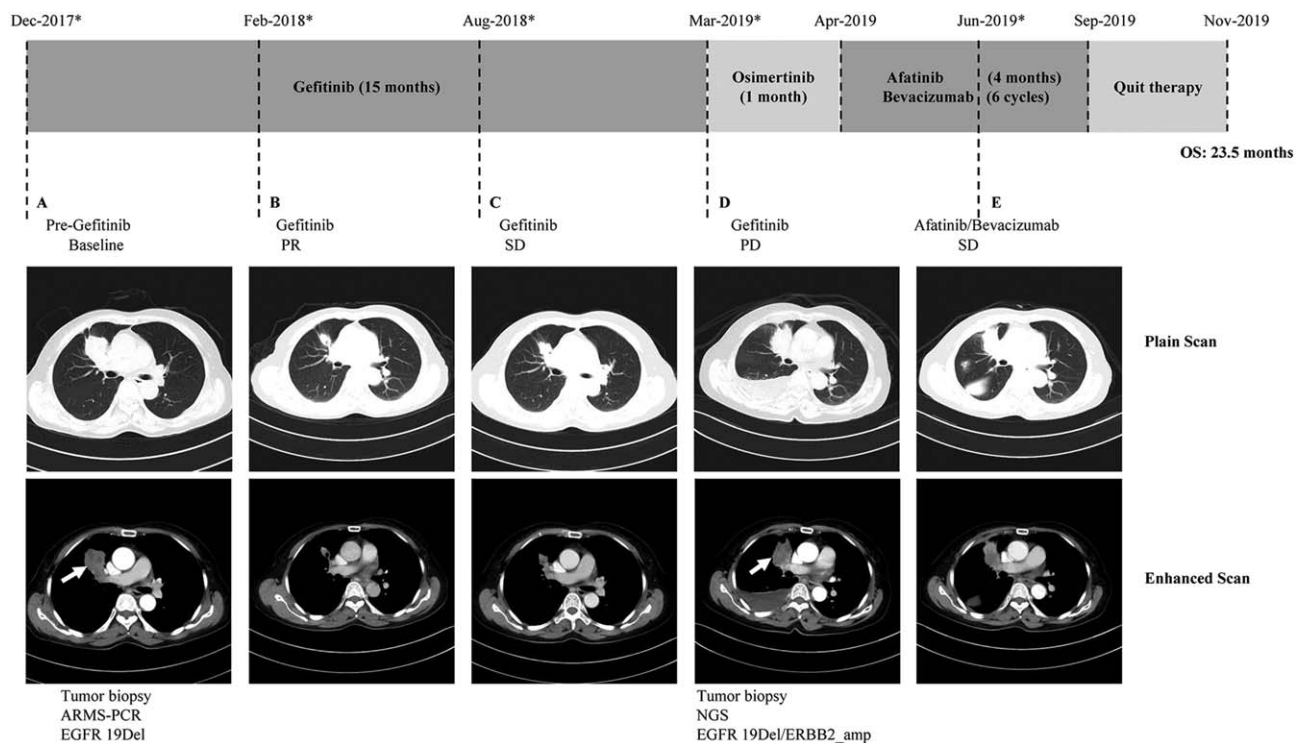 Dec-2017* Feb-2018* Aug-2018* Mar-2019* Apr-2019 Jun-2019* Sep-2019 Nov-2019
Gefitinib (15 months)
Osimertinib
(1 month)
Afatinib (4 months)
Bevacizumab (6 cycles)
Quit therapy
OS: 23.5 months
A
Pre-Gefitinib
Baseline
B
Gefitinib
PR
C
Gefitinib
SD
D
Gefitinib
PD
E
Afatinib/Bevacizumab
SD
Plain Scan
Enhanced Scan
Tumor biopsy
ARMS-PCR
EGFR 19Del
Tumor biopsy
NGS
EGFR 19Del/ERBB2_amp